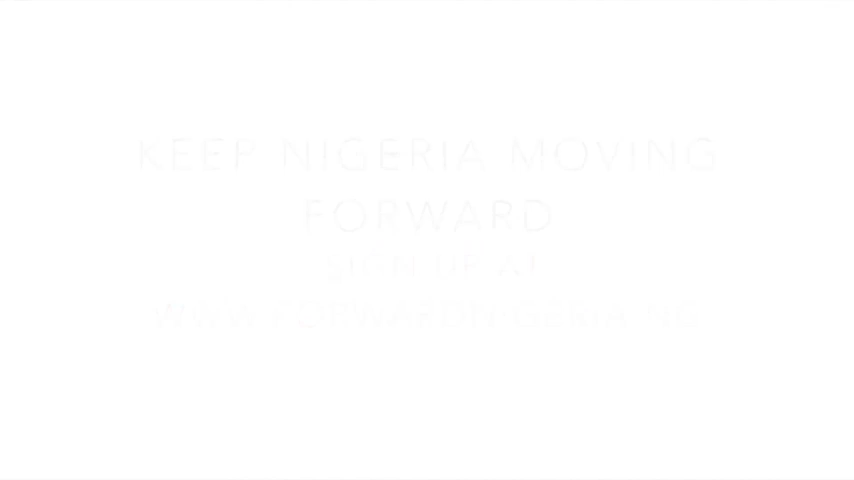 KEEP NIGERIA MOVING
FORWARD
SIGN UP AT
WWW.FORWARDNIGERIA.NG